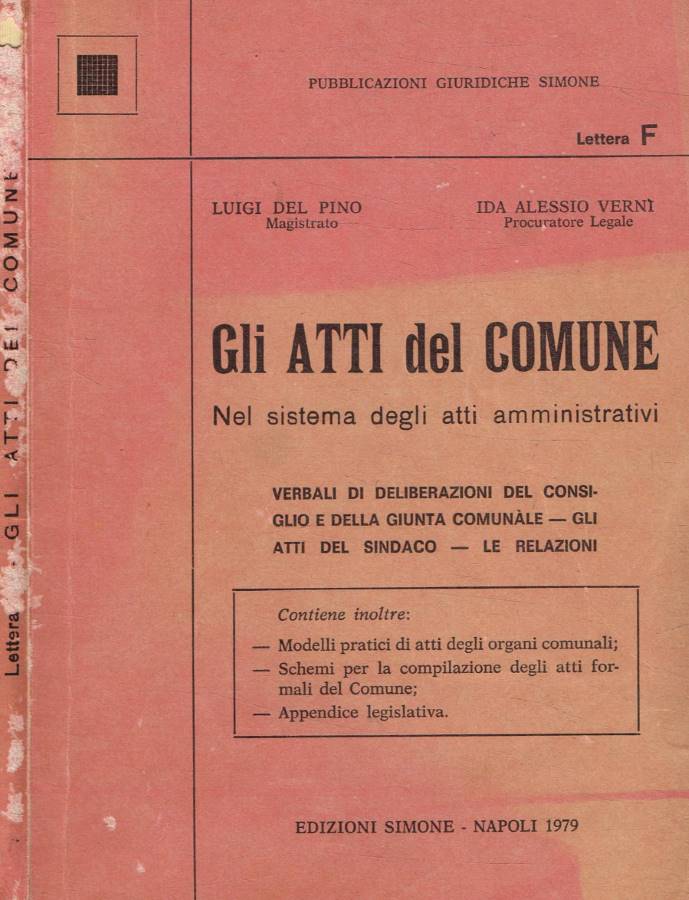 PUBBLICAZIONI GIURIDICHE SIMONE
Lettera F
LUIGI DEL PINO
Magistrato
IDA ALESSIO VERNÌ
Procuratore Legale
Gli ATTI del COMUNE
Nel sistema degli atti amministrativi
VERBALI DI DELIBERAZIONI DEL CONSI-
GLIO E DELLA GIUNTA COMUNÀLE — GLI
ATTI DEL SINDACO — LE RELAZIONI
Contiene inoltre:
— Modelli pratici di atti degli organi comunali;
— Schemi per la compilazione degli atti for-
mali del Comune;
— Appendice legislativa.
EDIZIONI SIMONE - NAPOLI 1979
Lettera - GLI ATTI DEL COMUNE